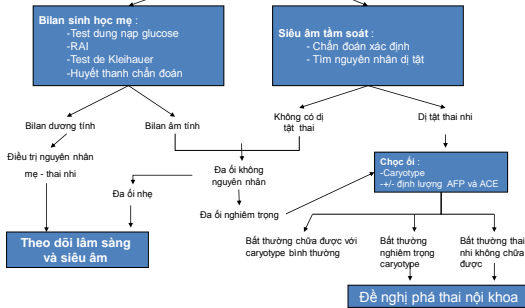 Bilan sinh học mẹ :
-Test dung nạp glucose
-RAI
-Test de Kleihauer
-Huyết thanh chẩn đoán
Siêu âm tầm soát :
- Chẩn đoán xác định
- Tìm nguyên nhân dị tật
Bilan dương tính
Bilan âm tính
Không có dị
tật thai
Dị tật thai nhi
Điều trị nguyên nhân
mẹ - thai nhi
Đa ối không
nguyên nhân
Chọc ối :
-Caryotype
-+/- định lượng AFP và ACE
Đa ối nhẹ
Đa ối nghiêm trọng
Theo dõi lâm sàng
và siêu âm
Bất thường chữa được với
caryotype bình thường
Bất thường
nghiêm trọng
caryotype
Bất thường thai
nhi không chữa
được
Đề nghị phá thai nội khoa